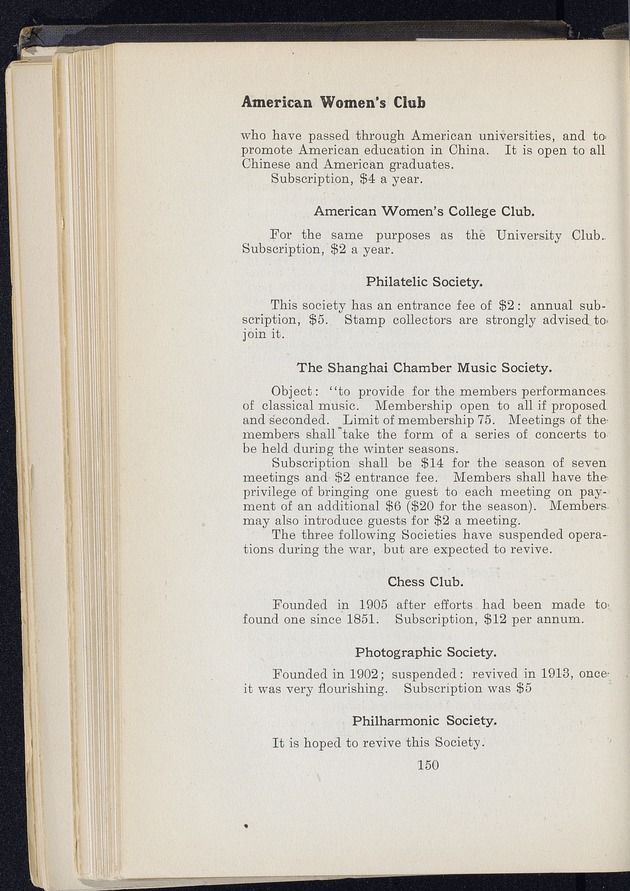 American Women's Club
who have passed through American universities, and to
promote American education in China. It is open to all
Chinese and American graduates.
Subscription, $4 a year.
American Women's College Club.
For the same purposes as the University Club.
Subscription, $2 a year.
Philatelic Society.
This society has an entrance fee of $2: annual sub-
scription, $5. Stamp collectors are strongly advised to
join it.
The Shanghai Chamber Music Society.
Object: "to provide for the members performances
of classical music. Membership open to all if proposed
and seconded. Limit of membership 75. Meetings of the
members shall take the form of a series of concerts to
be held during the winter seasons.
Subscription shall be $14 for the season of seven
meetings and $2 entrance fee. Members shall have the
privilege of bringing one guest to each meeting on pay-
ment of an additional $6 ($20 for the season). Members
may also introduce guests for $2 a meeting.
The three following Societies have suspended opera-
tions during the war, but are expected to revive.
Chess Club.
Founded in 1905 after efforts had been made to
found one since 1851. Subscription, $12 per annum.
Photographic Society.
Founded in 1902; suspended: revived in 1913, once
it was very flourishing. Subscription was $5
Philharmonic Society.
It is hoped to revive this Society.
150